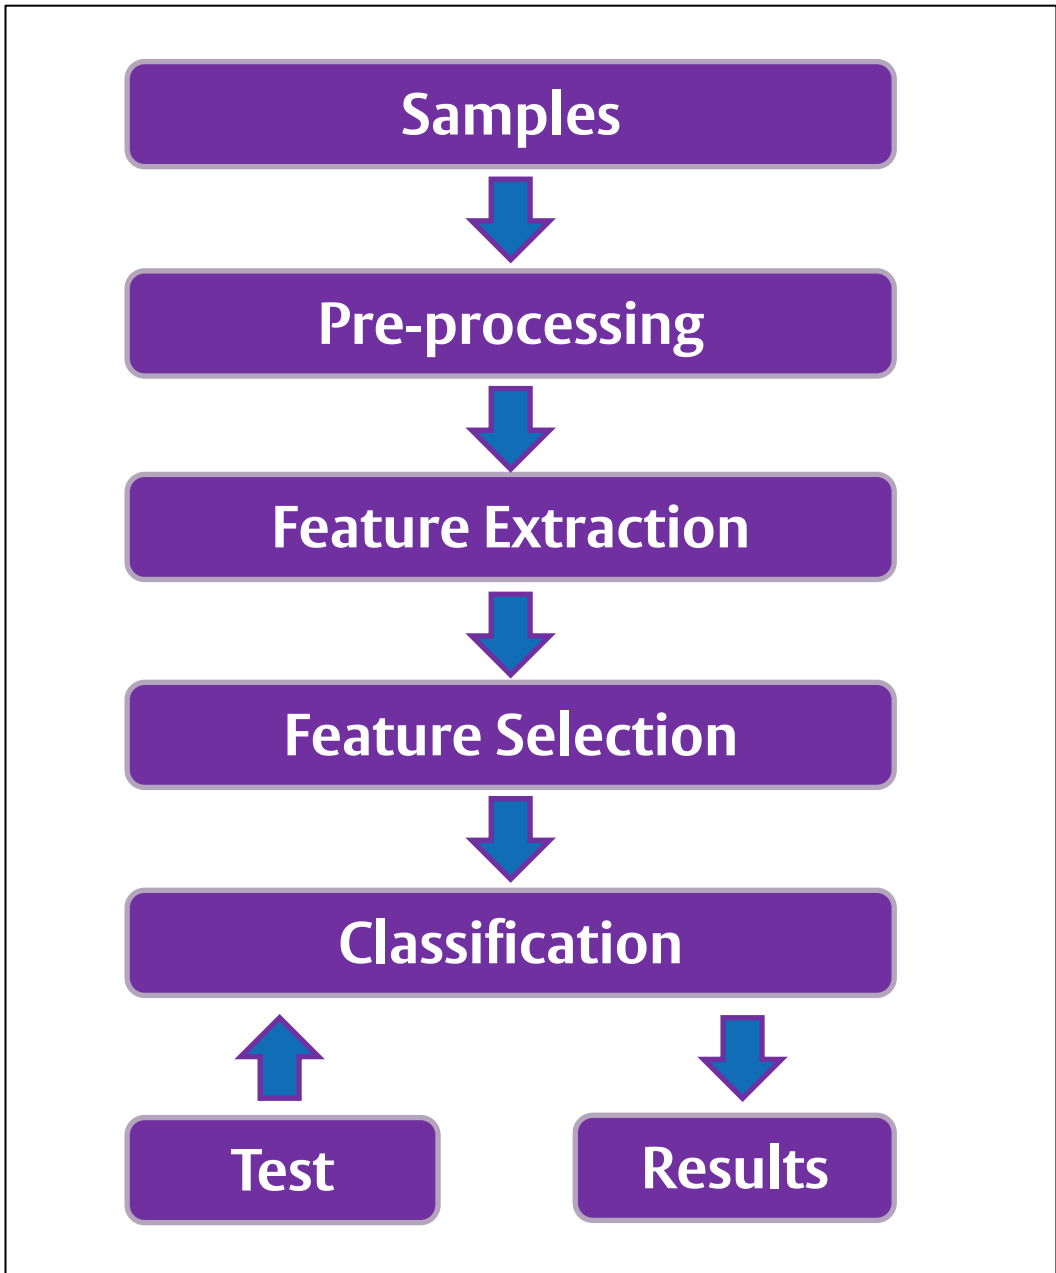 Samples
Pre-processing
Feature Extraction
Feature Selection
Classification
Test
Results